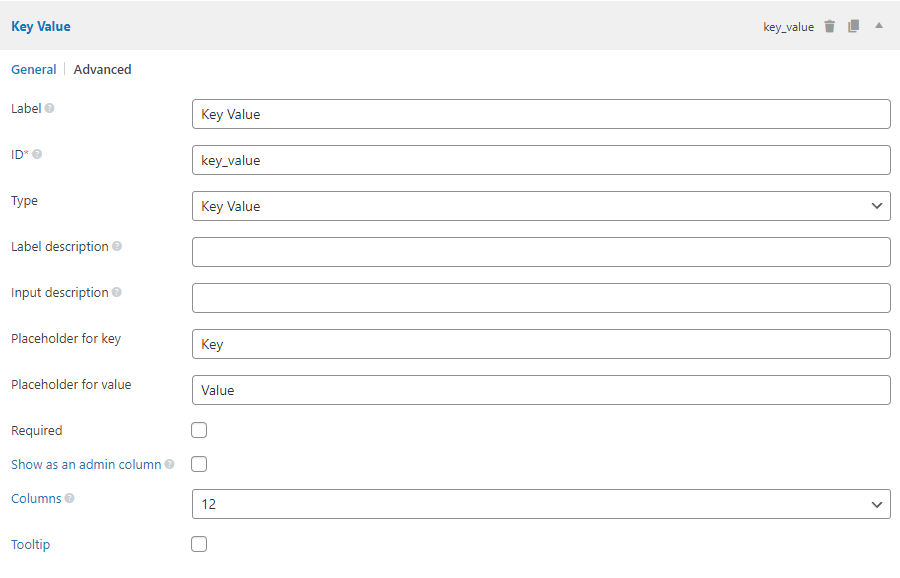 Key Value key_value
General Advanced
Label Key Value
ID* key_value
Type Key Value
Label description
Input description
Placeholder for key Key
Placeholder for value Value
Required
Show as an admin column
Columns 12
Tooltip